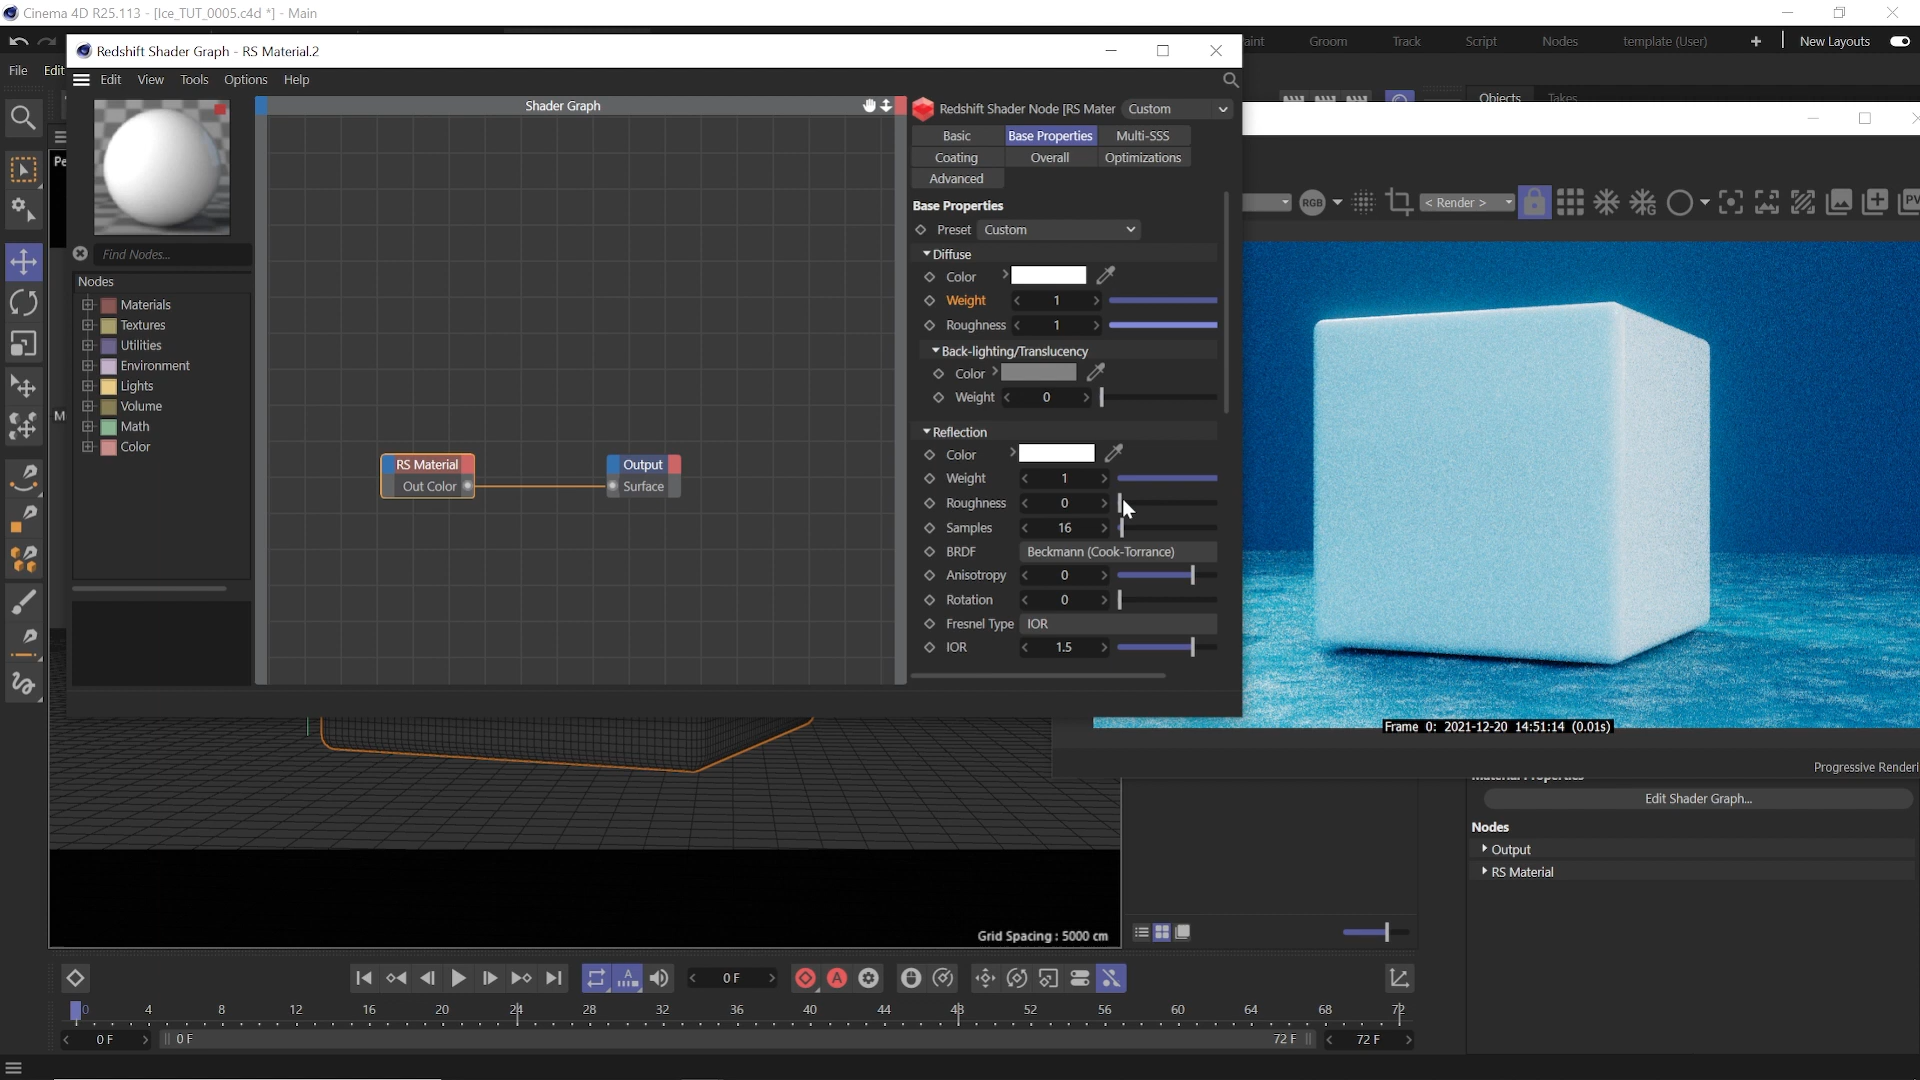 Cinema 4D R25.113 - [Ice_TUT_0005.c4d *] - Main
Groom
Track
Script
Nodes
template (User)
New Layouts
File
Edit
Redshift Shader Graph - RS Material.2
Edit
View
Tools
Options
Help
Objects
Takes
Shader Graph
Redshift Shader Node [RS Mater
Custom
Basic
Base Properties
Multi-SSS
Coating
Overall
Optimizations
Advanced
Find Nodes...
Nodes
Materials
Textures
Utilities
Environment
Lights
Volume
Math
Color
RS Material
Out Color
Output
Surface
Base Properties
Preset
Custom
Diffuse
Color
Weight 1
Roughness 1
Back-lighting/Translucency
Color
Weight 0
Reflection
Color
Weight 1
Roughness 0
Samples 16
BRDF Beckmann (Cook-Torrance)
Anisotropy 0
Rotation 0
Fresnel Type IOR
IOR 1.5
RGB
< Render >
PV
Frame 0: 2021-12-20 14:51:14 (0.01s)
Progressive Renderi
Edit Shader Graph...
Nodes
Output
RS Material
Grid Spacing : 5000 cm
0 F
0 4 8 12 16 20 24 28 32 36 40 44 48 52 56 60 64 68 72
0 F
0 F
72 F
72 F